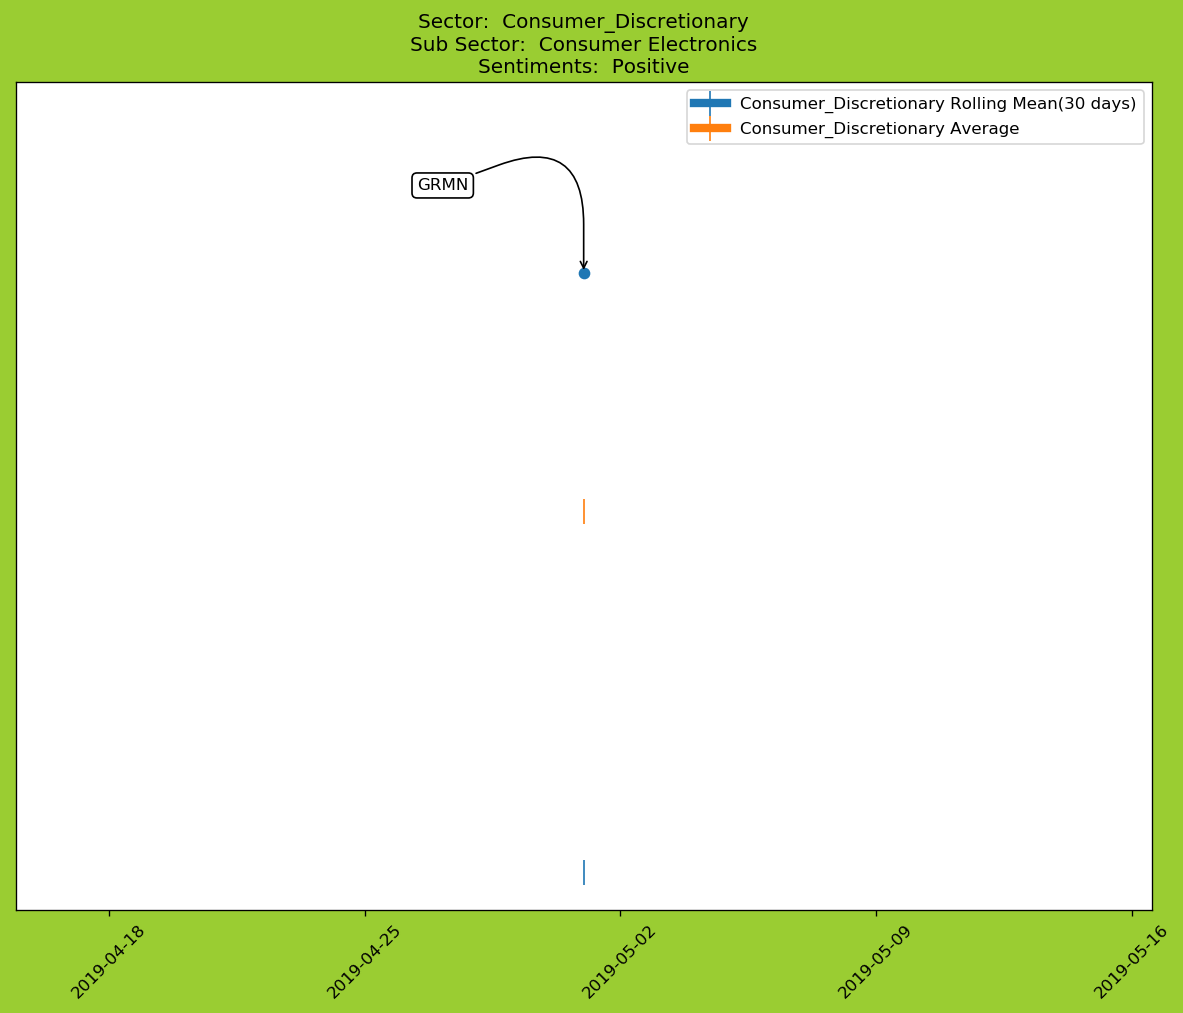 Sector:  Consumer_Discretionary
Sub Sector:  Consumer Electronics
Sentiments:  Positive
Consumer_Discretionary Rolling Mean(30 days)
Consumer_Discretionary Average
GRMN
2019-04-18
2019-04-25
2019-05-02
2019-05-09
2019-05-16